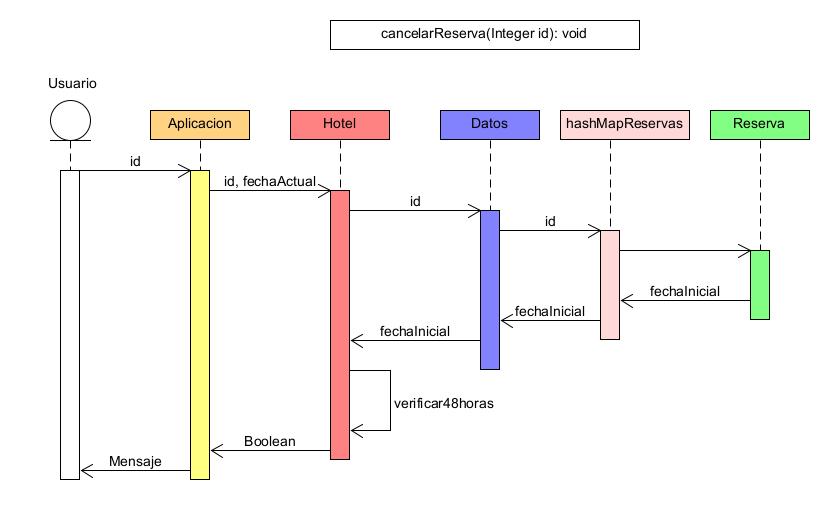 cancelarReserva(Integer id): void
Usuario
Aplicacion
Hotel
Datos
hashMapReservas
Reserva
id
id, fechaActual
id
id
fechaInicial
fechaInicial
fechaInicial
verificar48horas
Boolean
Mensaje